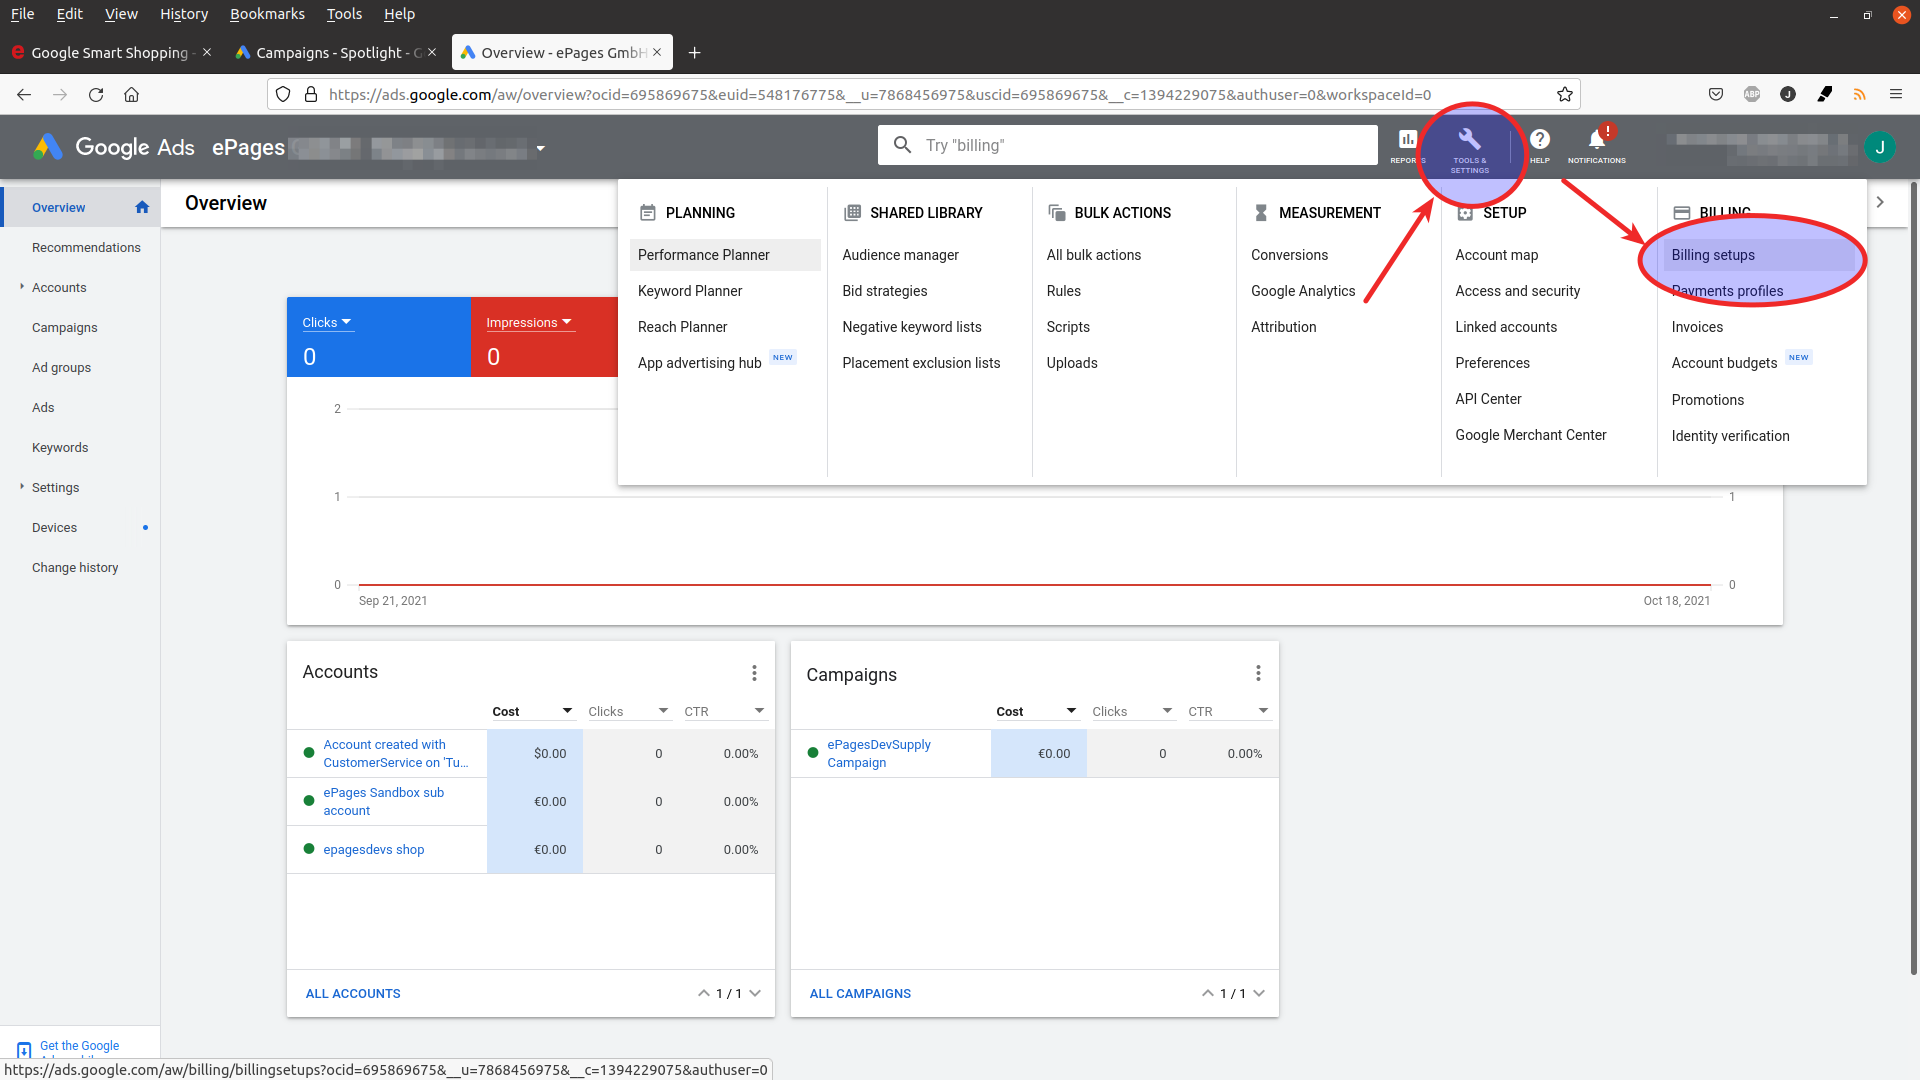 File Edit View History Bookmarks Tools Help
Google Smart Shopping - Campaigns - Spotlight - G Overview - ePages GmbH
https://ads.google.com/aw/overview?ocid=695869675&euid=548176775&__u=7868456975&uscid=695869675&__c=1394229075&authuser=0&workspaceId=0
ABP J
Google Ads ePages Try "billing" REPORTS TOOLS & SETTINGS HELP ! NOTIFICATIONS J
Overview
Recommendations
Accounts
Campaigns
Ad groups
Ads
Keywords
Settings
Devices
Change history
Get the Google
Overview
PLANNING
Performance Planner
Keyword Planner
Reach Planner
App advertising hub NEW
SHARED LIBRARY
Audience manager
Bid strategies
Negative keyword lists
Placement exclusion lists
BULK ACTIONS
All bulk actions
Rules
Scripts
Uploads
MEASUREMENT
Conversions
Google Analytics
Attribution
SETUP
Account map
Access and security
Linked accounts
Preferences
API Center
Google Merchant Center
BILLING
Billing setups
Payments profiles
Invoices
Account budgets NEW
Promotions
Identity verification
Clicks Impressions
0 0
2
1 1
0 0
Sep 21, 2021 Oct 18, 2021
Accounts
Cost Clicks CTR
Account created with
CustomerService on 'Tu... $0.00 0 0.00%
ePages Sandbox sub
account €0.00 0 0.00%
epagesdevs shop €0.00 0 0.00%
ALL ACCOUNTS 1 / 1
Campaigns
Cost Clicks CTR
ePagesDevSupply
Campaign €0.00 0 0.00%
ALL CAMPAIGNS 1 / 1
https://ads.google.com/aw/billing/billingsetups?ocid=695869675&__u=7868456975&__c=1394229075&authuser=0